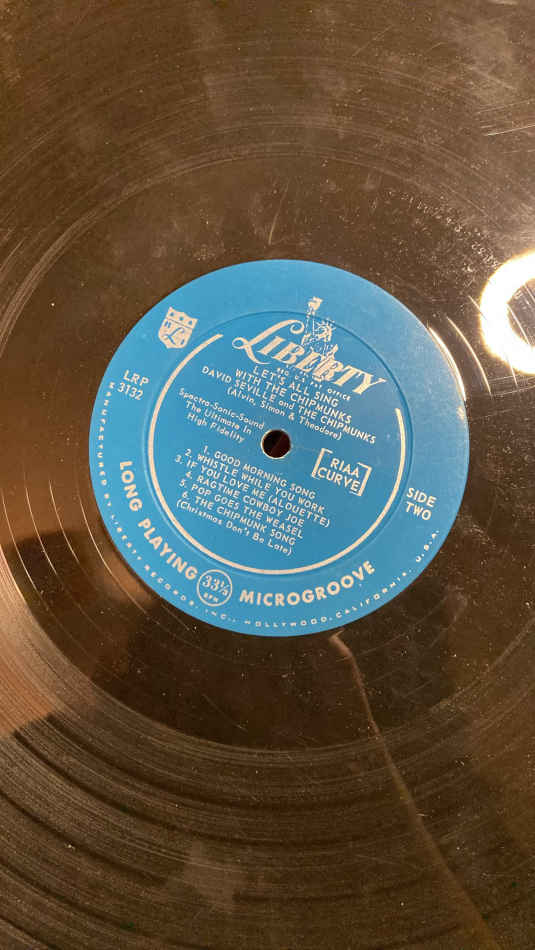 LIBERTY
REG. U.S. PAT. OFFICE
LET'S ALL SING
WITH THE CHIPMUNKS
DAVID SEVILLE and THE CHIPMUNKS
(Alvin, Simon & Theodore)
LRP
3132
Spectra-Sonic-Sound
The Ultimate In
High Fidelity
RIAA
CURVE
SIDE
TWO
1. GOOD MORNING SONG
2. WHISTLE WHILE YOU WORK
3. IF YOU LOVE ME (ALOUETTE)
4. RAGTIME COWBOY JOE
5. POP GOES THE WEASEL
6. THE CHIPMUNK SONG
(Christmas Don't Be Late)
LONG PLAYING 33⅓ RPM MICROGROOVE
MANUFACTURED BY LIBERTY RECORDS, INC., HOLLYWOOD, CALIFORNIA, U.S.A.